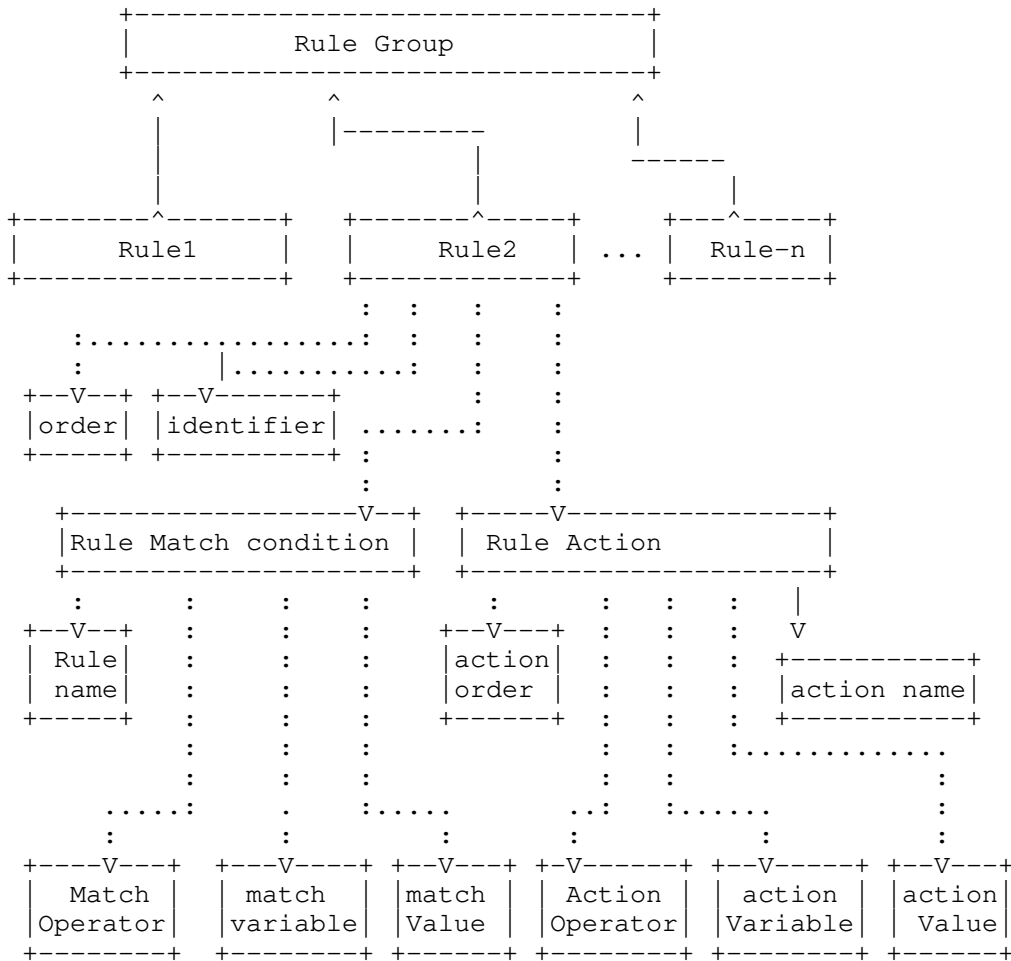 Rule Group
Rule1 Rule2 ... Rule-n
order identifier
Rule Match condition Rule Action
Rule action
name order action name
Match match match Action action action
Operator variable Value Operator Variable Value